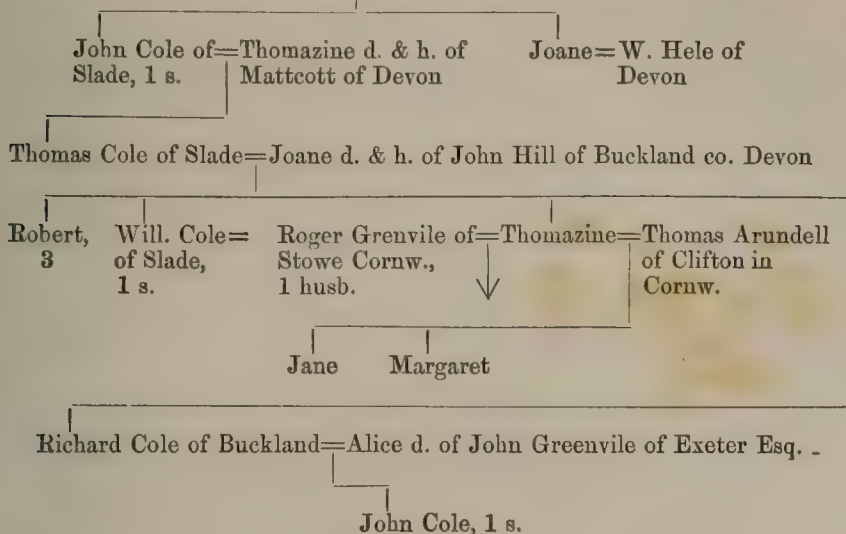 John Cole of=Thomazine d. & h. of Joane=W. Hele of
Slade, 1 s. Mattcott of Devon Devon
Thomas Cole of Slade=Joane d. & h. of John Hill of Buckland co. Devon
Robert, Will. Cole= Roger Grenvile of=Thomazine=Thomas Arundell
3 of Slade, Stowe Cornw., of Clifton in
1 s. 1 husb. Cornw.
Jane Margaret
Richard Cole of Buckland=Alice d. of John Greenvile of Exeter Esq.
John Cole, 1 s.